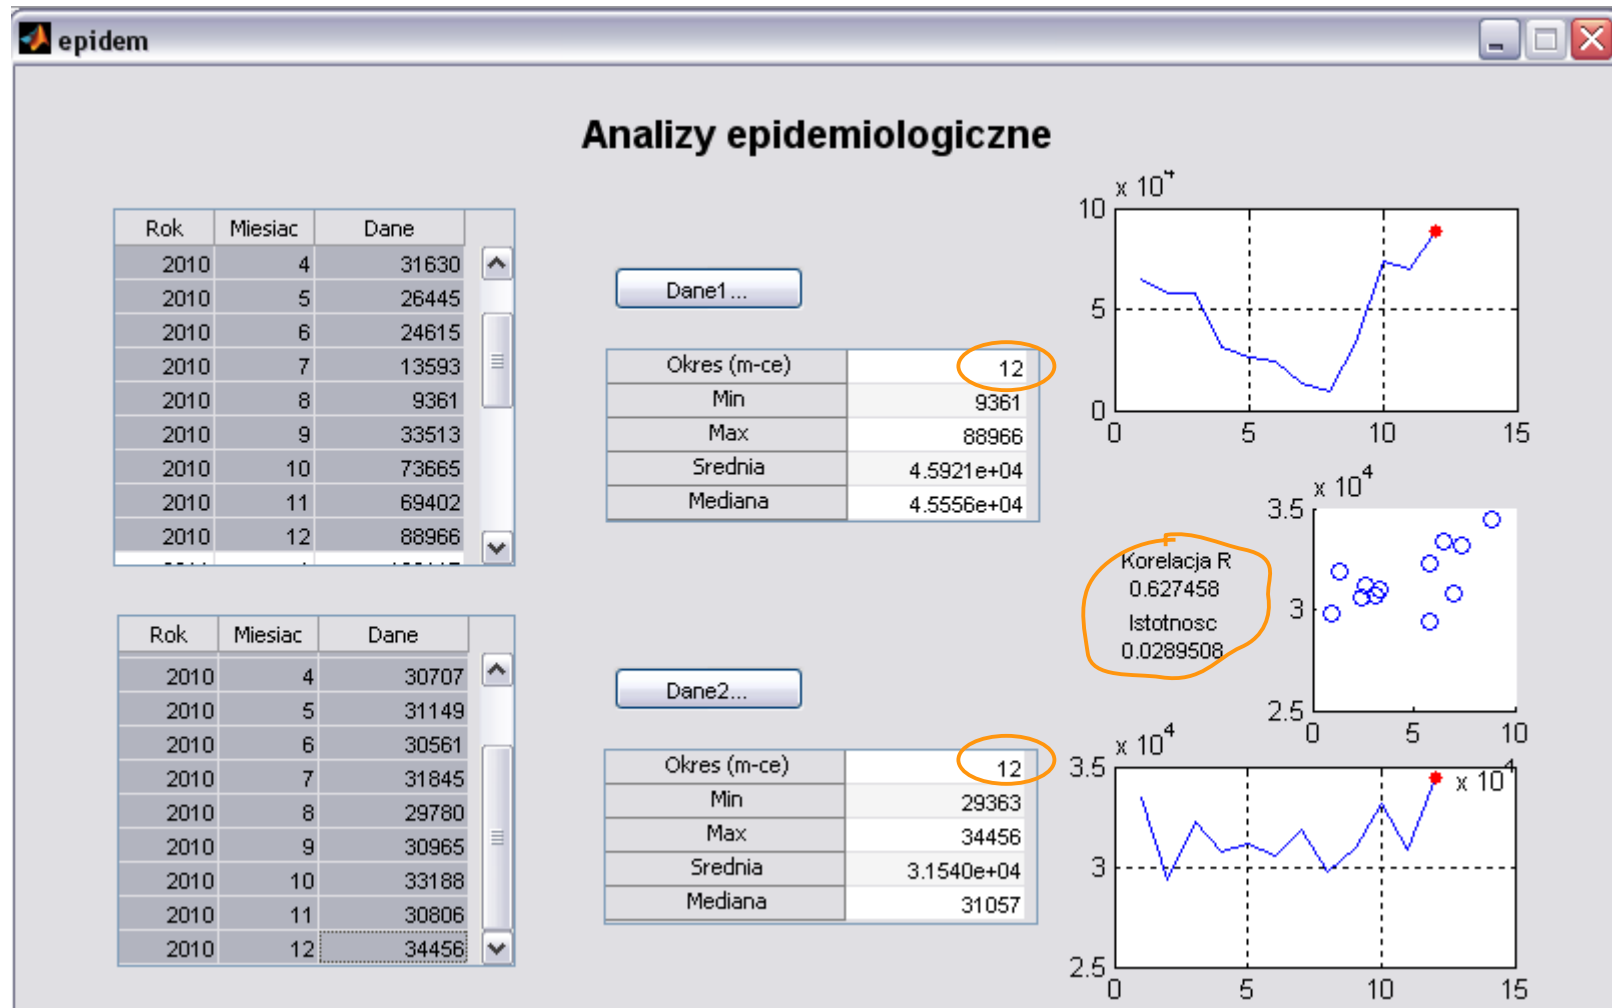 epidem
Analizy epidemiologiczne
Rok Miesiac Dane
2010 4 31630
2010 5 26445
2010 6 24615
2010 7 13593
2010 8 9361
2010 9 33513
2010 10 73665
2010 11 69402
2010 12 88966
Dane1...
Okres (m-ce) 12
Min 9361
Max 88966
Srednia 4.5921e+04
Mediana 4.5556e+04
x 10^4
10
5
0
0 5 10 15
Korelacja R
0.627458
Istotnosc
0.0289508
x 10^4
3.5
3
2.5
0 5 10
x 10^4
Rok Miesiac Dane
2010 4 30707
2010 5 31149
2010 6 30561
2010 7 31845
2010 8 29780
2010 9 30965
2010 10 33188
2010 11 30806
2010 12 34456
Dane2...
Okres (m-ce) 12
Min 29363
Max 34456
Srednia 3.1540e+04
Mediana 31057
x 10^4
3.5
3
2.5
0 5 10 15